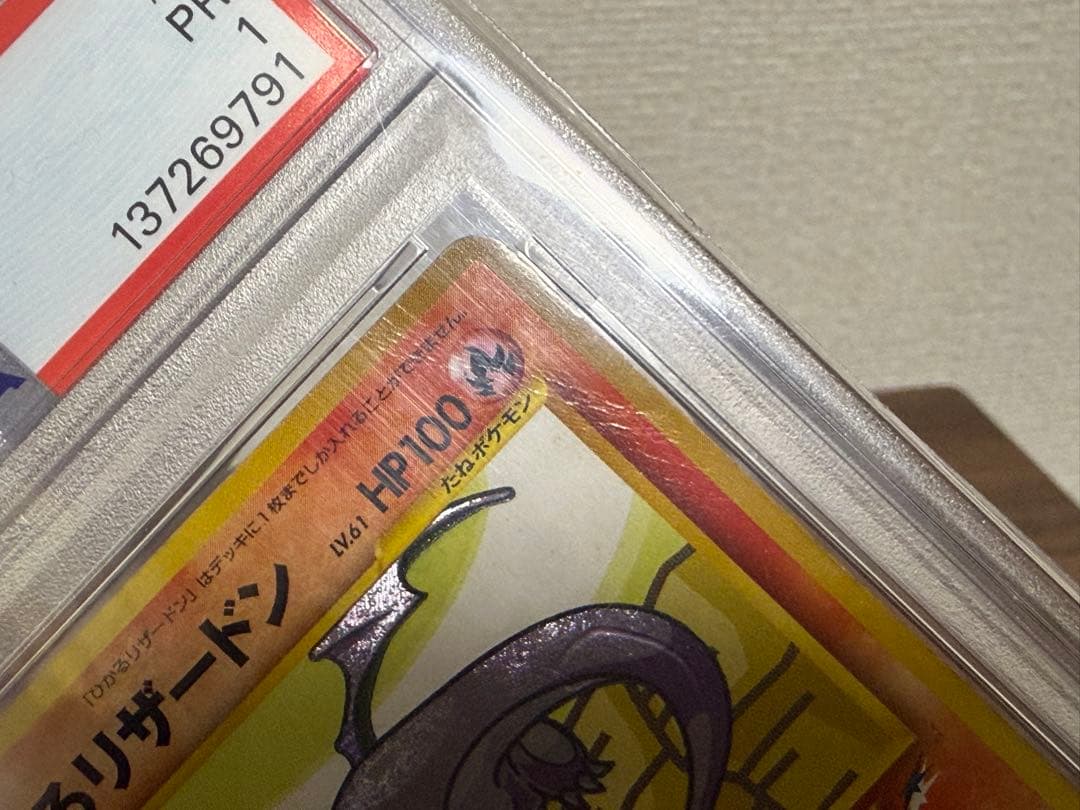 PR
1
137269791
「ひかるリザードン」はデッキに1枚までしか入れることができません。
るリザードン
LV.61
HP100
たねポケモン